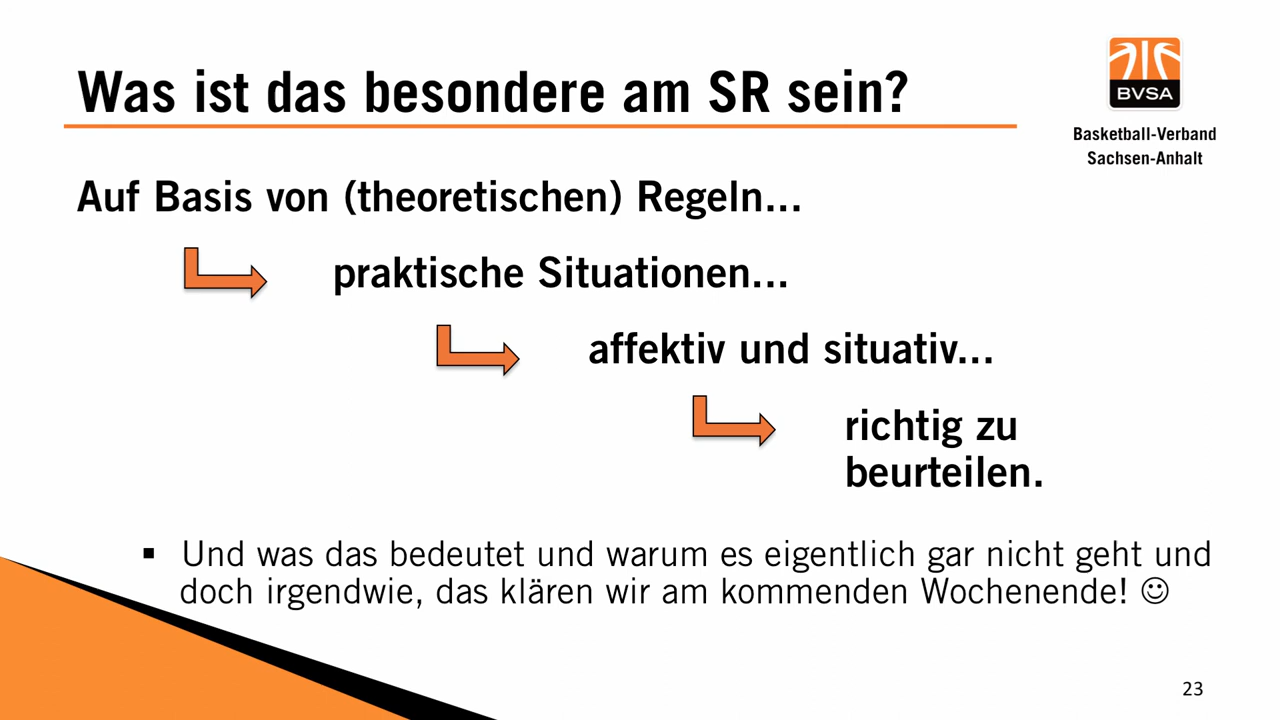 Was ist das besondere am SR sein?
BVSA
Basketball-Verband
Sachsen-Anhalt
Auf Basis von (theoretischen) Regeln...
praktische Situationen...
affektiv und situativ...
richtig zu
beurteilen.
▪ Und was das bedeutet und warum es eigentlich gar nicht geht und
doch irgendwie, das klären wir am kommenden Wochenende! ☺
23